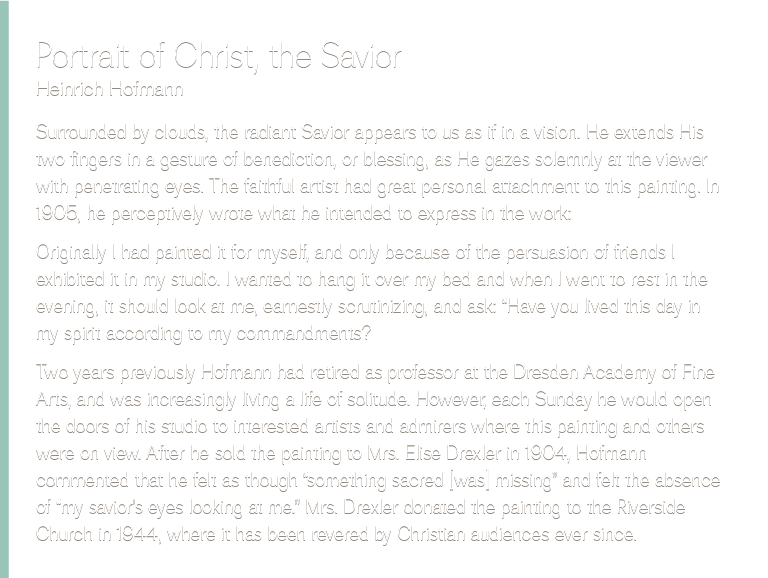 Portrait of Christ, the Savior
Heinrich Hofmann
Surrounded by clouds, the radiant Savior appears to us as if in a vision. He extends His
two fingers in a gesture of benediction, or blessing, as He gazes solemnly at the viewer
with penetrating eyes. The faithful artist had great personal attachment to this painting. In
1905, he perceptively wrote what he intended to express in the work:
Originally I had painted it for myself, and only because of the persuasion of friends I
exhibited it in my studio. I wanted to hang it over my bed and when I went to rest in the
evening, it should look at me, earnestly scrutinizing, and ask: “Have you lived this day in
my spirit according to my commandments?
Two years previously Hofmann had retired as professor at the Dresden Academy of Fine
Arts, and was increasingly living a life of solitude. However, each Sunday he would open
the doors of his studio to interested artists and admirers where this painting and others
were on view. After he sold the painting to Mrs. Elise Drexler in 1904, Hofmann
commented that he felt as though “something sacred [was] missing” and felt the absence
of “my savior's eyes looking at me.” Mrs. Drexler donated the painting to the Riverside
Church in 1944, where it has been revered by Christian audiences ever since.